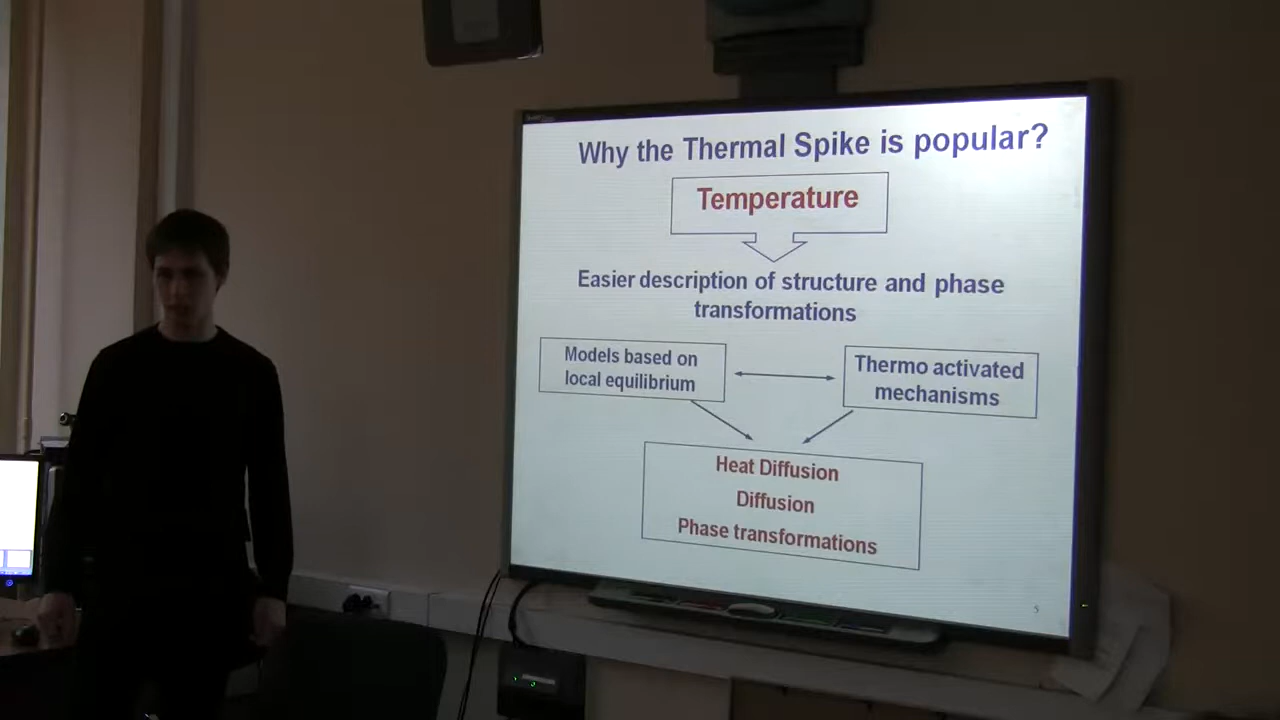 Why the Thermal Spike is popular?
Temperature
Easier description of structure and phase
transformations
Models based on
local equilibrium
Thermo activated
mechanisms
Heat Diffusion
Diffusion
Phase transformations
5